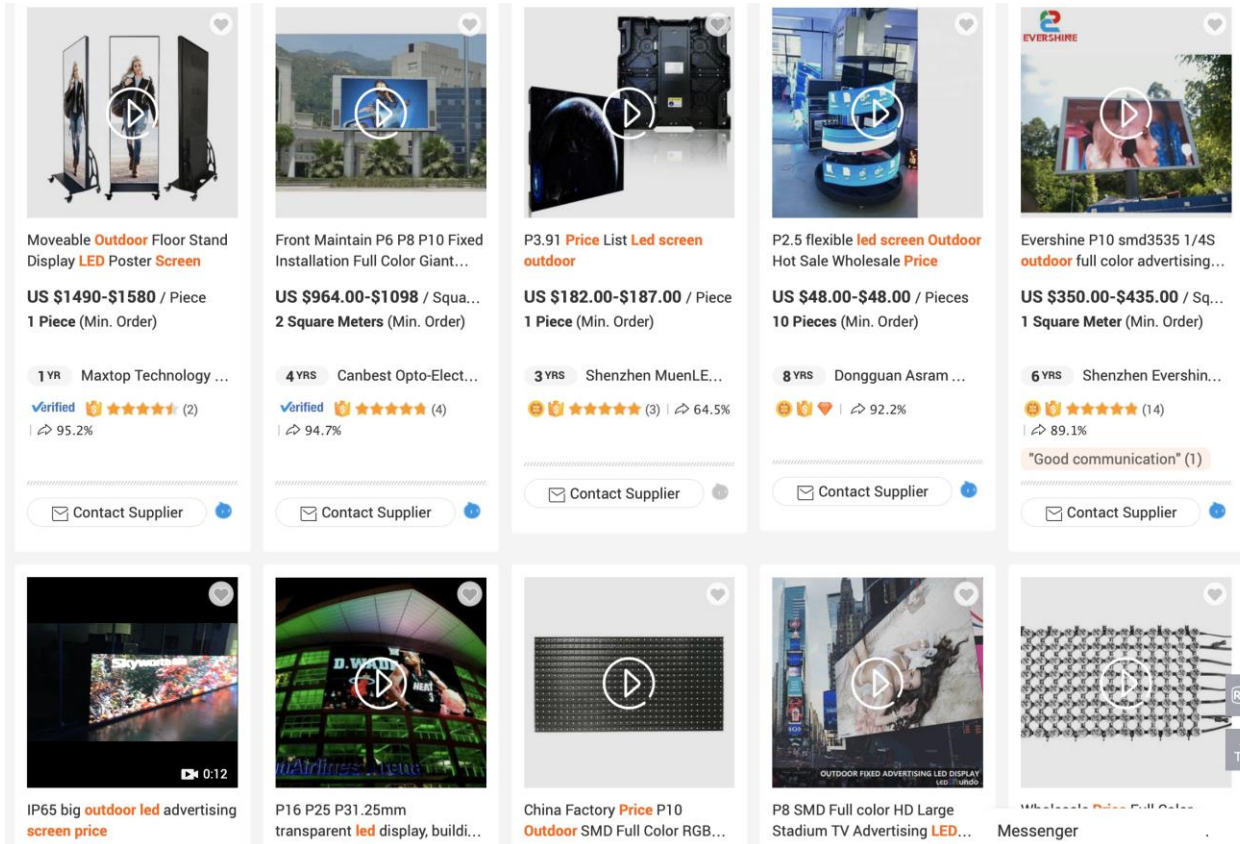 EVERSHINE
Moveable Outdoor Floor Stand
Display LED Poster Screen
US $1490-$1580 / Piece
1 Piece (Min. Order)
1 YR Maxtop Technology ...
Verified (2)
95.2%
Contact Supplier
Front Maintain P6 P8 P10 Fixed
Installation Full Color Giant...
US $964.00-$1098 / Squa...
2 Square Meters (Min. Order)
4 YRS Canbest Opto-Elect...
Verified (4)
94.7%
Contact Supplier
P3.91 Price List Led screen
outdoor
US $182.00-$187.00 / Piece
1 Piece (Min. Order)
3 YRS Shenzhen MuenLE...
(3) 64.5%
Contact Supplier
P2.5 flexible led screen Outdoor
Hot Sale Wholesale Price
US $48.00-$48.00 / Pieces
10 Pieces (Min. Order)
8 YRS Dongguan Asram ...
92.2%
Contact Supplier
Evershine P10 smd3535 1/4S
outdoor full color advertising...
US $350.00-$435.00 / Sq...
1 Square Meter (Min. Order)
6 YRS Shenzhen Evershin...
(14)
89.1%
"Good communication" (1)
Contact Supplier
Skyworth
0:12
IP65 big outdoor led advertising
screen price
D.WADE
HEAT
3
nAirlines Arena
P16 P25 P31.25mm
transparent led display, buildi...
China Factory Price P10
Outdoor SMD Full Color RGB...
OUTDOOR FIXED ADVERTISING LED DISPLAY
P8 SMD Full color HD Large
Stadium TV Advertising LED...
Wholesale Price Full Color
Messenger